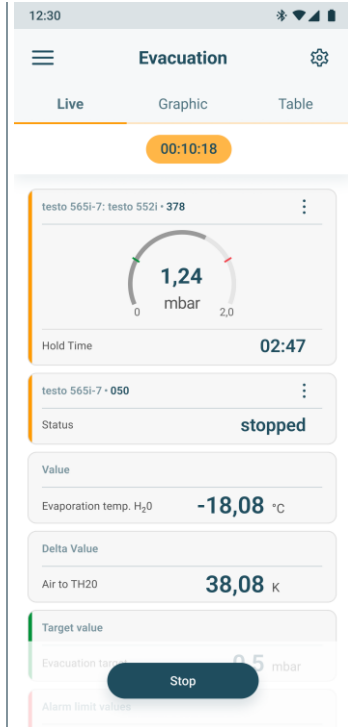 12:30
Evacuation
Live Graphic Table
00:10:18
testo 565i-7: testo 552i • 378
1,24
mbar
0 2,0
Hold Time 02:47
testo 565i-7 • 050
Status stopped
Value
Evaporation temp. H₂0 -18,08 °C
Delta Value
Air to TH20 38,08 K
Target value
Evacuation target 0,5 mbar
Stop
Alarm limit values